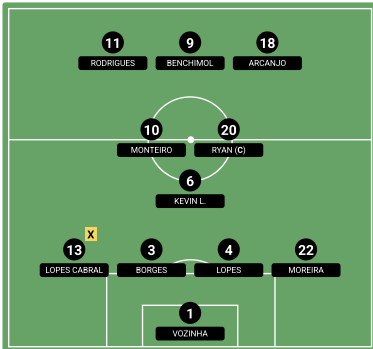 11 9 18
RODRIGUES BENCHIMOL ARCANJO
10 20
MONTEIRO RYAN (C)
6
KEVIN L.
X
13 3 4 22
LOPES CABRAL BORGES LOPES MOREIRA
1
VOZINHA